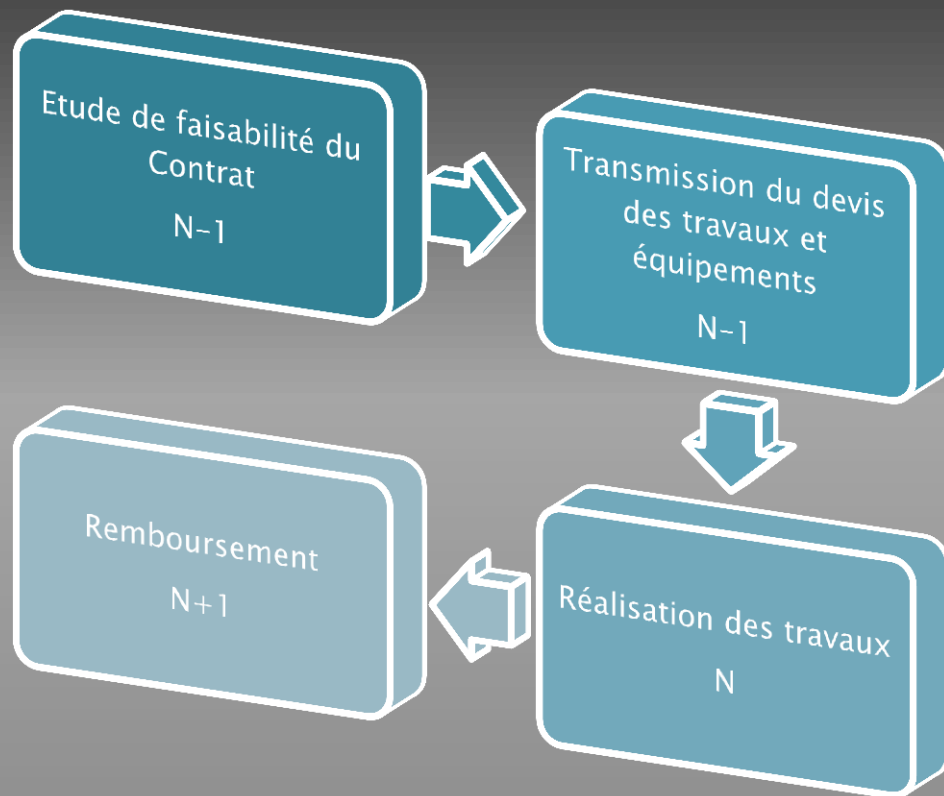 Etude de faisabilité du
Contrat
N-1
Transmission du devis
des travaux et
équipements
N-1
Réalisation des travaux
N
Remboursement
N+1